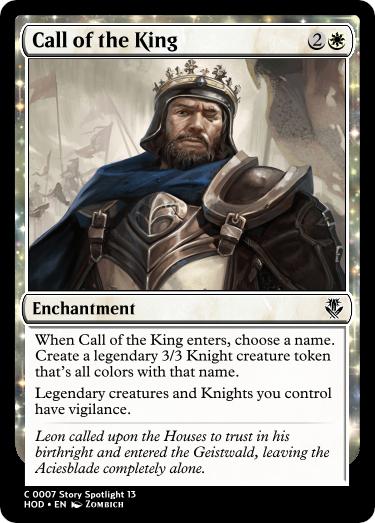 Call of the King 2
Enchantment
When Call of the King enters, choose a name.
Create a legendary 3/3 Knight creature token
that's all colors with that name.
Legendary creatures and Knights you control
have vigilance.
Leon called upon the Houses to trust in his
birthright and entered the Geistwald, leaving the
Aciesblade completely alone.
C 0007 Story Spotlight 13
HOD • EN Zombich